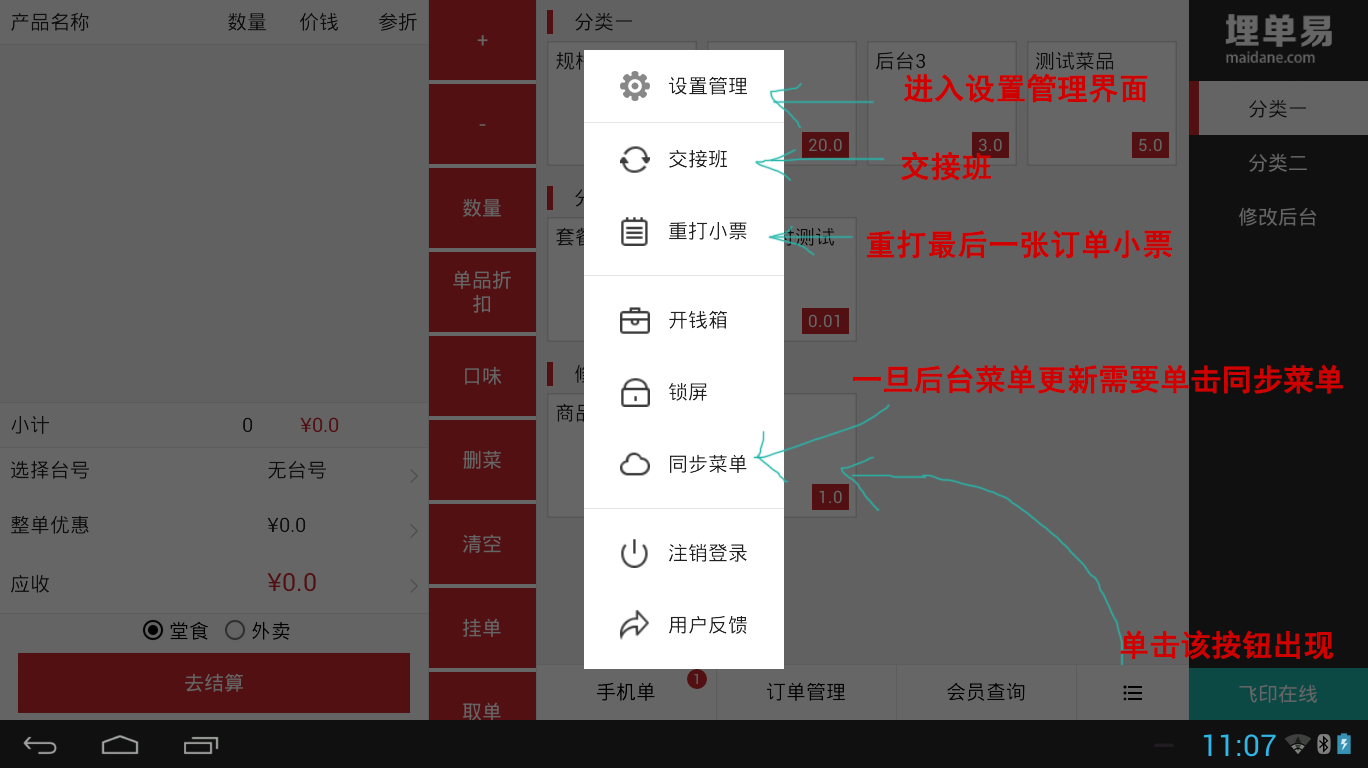 产品名称 数量 价钱 参折
小计 0 ¥0.0
选择台号 无台号
整单优惠 ¥0.0
应收 ¥0.0
堂食 外卖
去结算
+
-
数量
单品折
扣
口味
删菜
清空
挂单
取单
分类一
后台3
测试菜品
20.0
3.0
5.0
测试
0.01
商品
1.0
设置管理
交接班
重打小票
开钱箱
锁屏
同步菜单
注销登录
用户反馈
进入设置管理界面
交接班
重打最后一张订单小票
一旦后台菜单更新需要单击同步菜单
单击该按钮出现
手机单 1
订单管理
会员查询
埋单易
maidane.com
分类一
分类二
修改后台
飞印在线
11:07